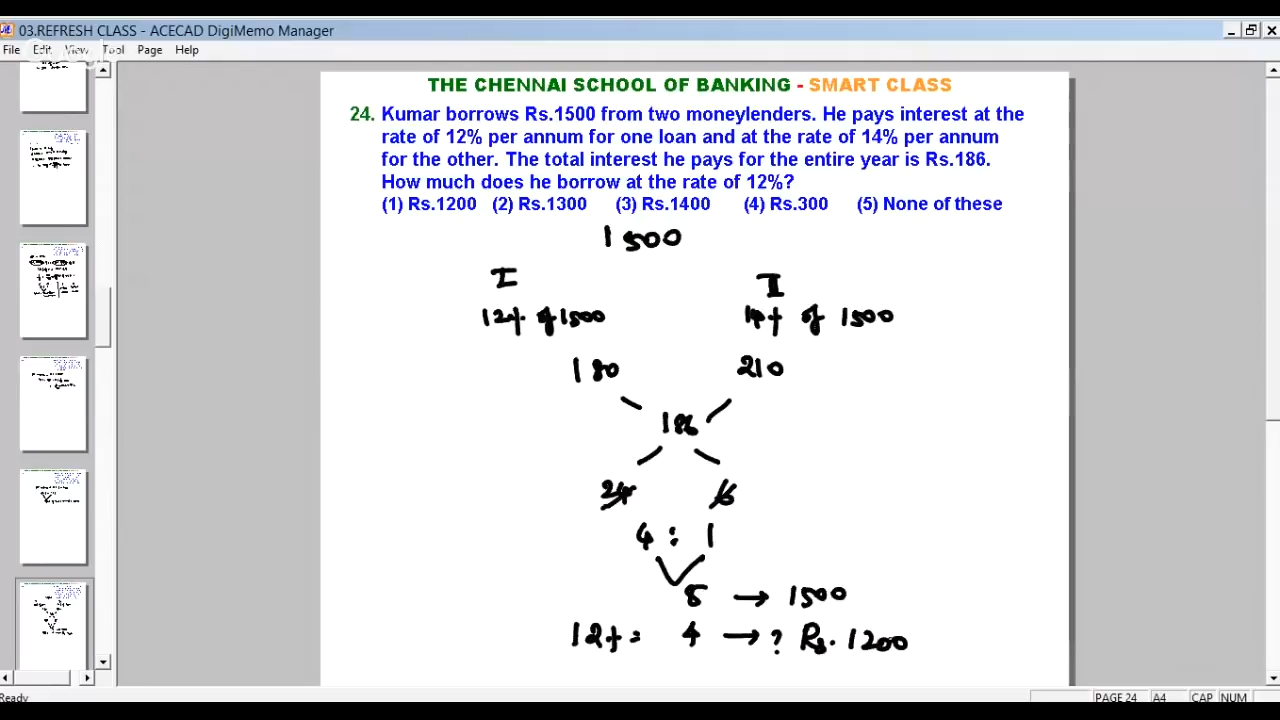 03.REFRESH CLASS - ACECAD DigiMemo Manager
File Edit View Tool Page Help
THE CHENNAI SCHOOL OF BANKING - SMART CLASS
24. Kumar borrows Rs.1500 from two moneylenders. He pays interest at the
rate of 12% per annum for one loan and at the rate of 14% per annum
for the other. The total interest he pays for the entire year is Rs.186.
How much does he borrow at the rate of 12%?
(1) Rs.1200 (2) Rs.1300 (3) Rs.1400 (4) Rs.300 (5) None of these
1500
I II
12% of 1500 14% of 1500
180 210
186
24 6
4 : 1
5 → 1500
12% = 4 → ? Rs. 1200
Ready PAGE 24 A4 CAP NUM